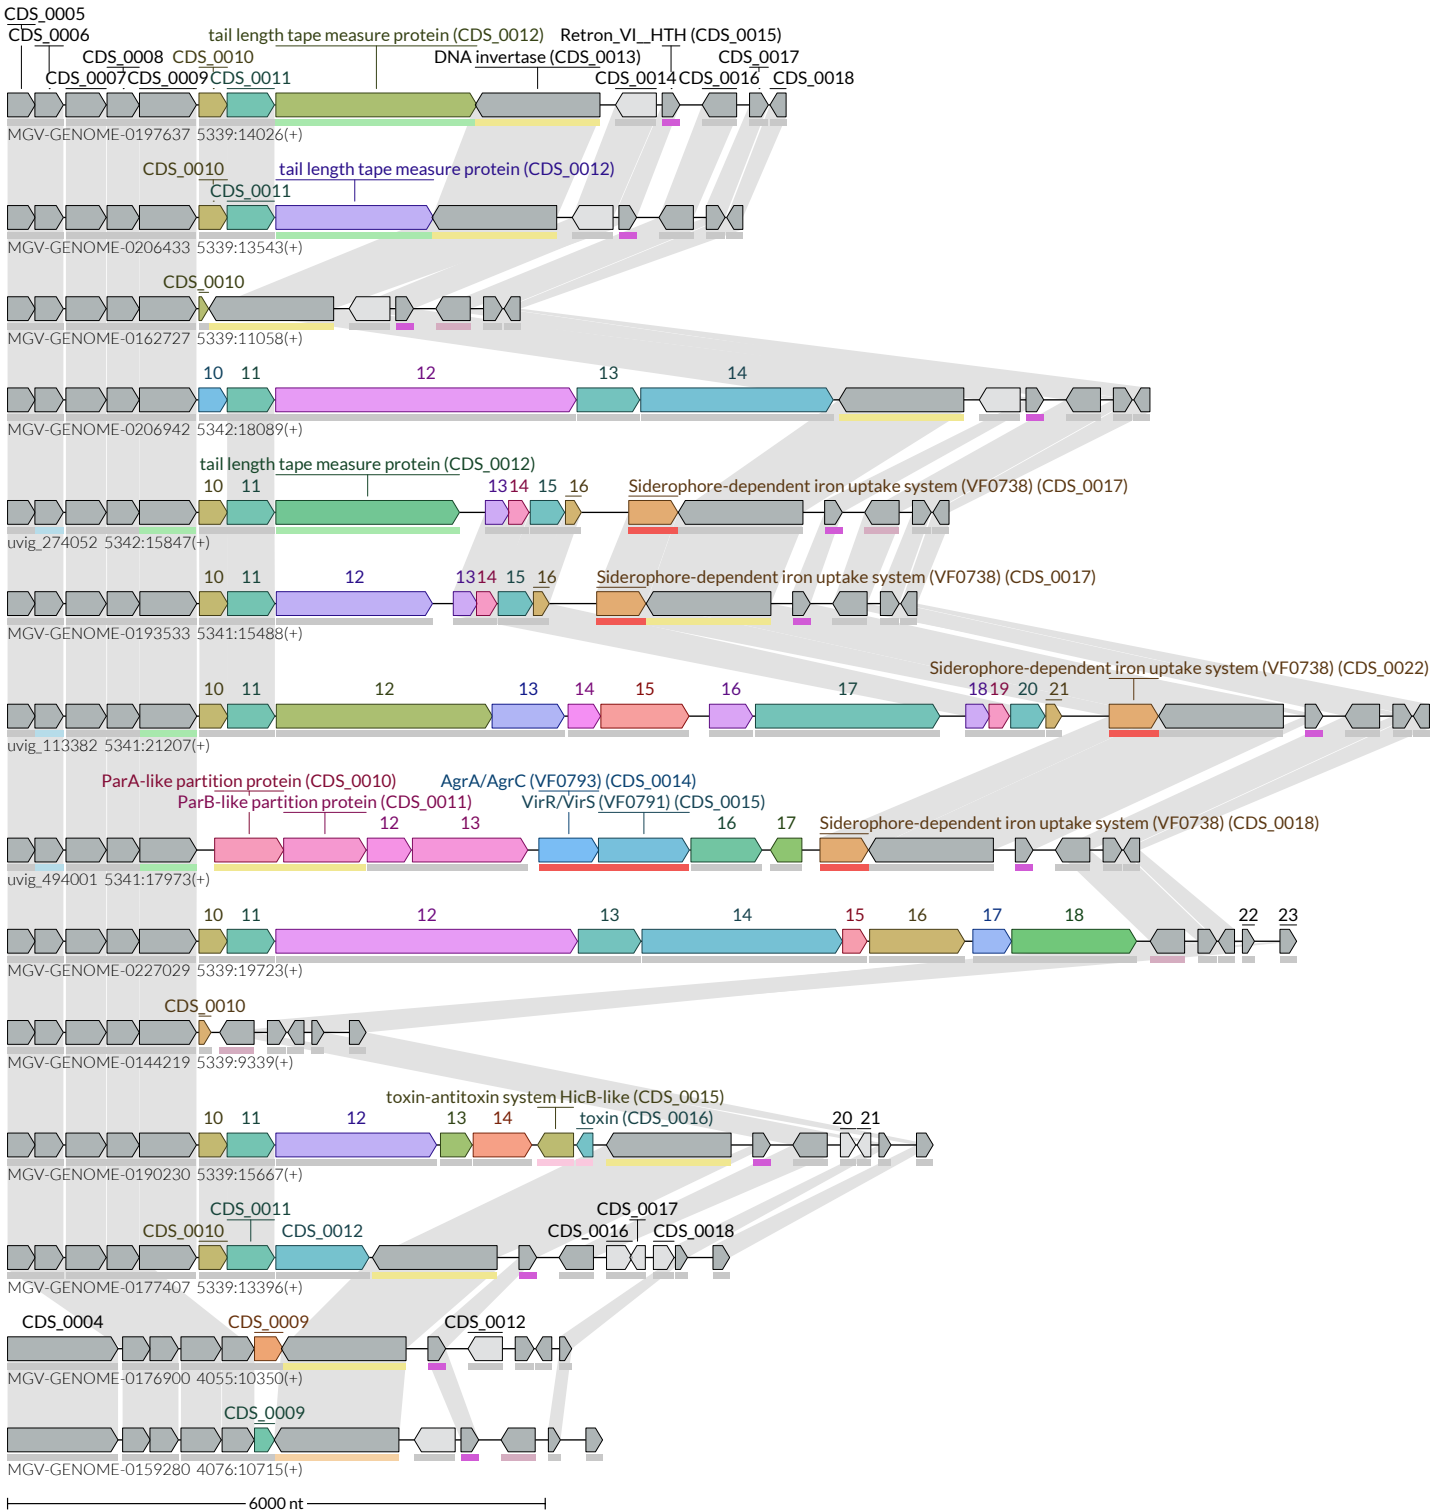 CDS_0005
CDS_0006 tail length tape measure protein (CDS_0012) Retron_VI__HTH (CDS_0015)
CDS_0008 CDS_0010 DNA invertase (CDS_0013) CDS_0017
CDS_0007 CDS_0009 CDS_0011 CDS_0014 CDS_0016 CDS_0018
MGV-GENOME-0197637 5339:14026(+)
CDS_0010 tail length tape measure protein (CDS_0012)
CDS_0011
MGV-GENOME-0206433 5339:13543(+)
CDS_0010
MGV-GENOME-0162727 5339:11058(+)
10 11 12 13 14
MGV-GENOME-0206942 5342:18089(+)
tail length tape measure protein (CDS_0012)
10 11 13 14 15 16 Siderophore-dependent iron uptake system (VF0738) (CDS_0017)
uvig_274052 5342:15847(+)
10 11 12 13 14 15 16 Siderophore-dependent iron uptake system (VF0738) (CDS_0017)
MGV-GENOME-0193533 5341:15488(+)
Siderophore-dependent iron uptake system (VF0738) (CDS_0022)
10 11 12 13 14 15 16 17 18 19 20 21
uvig_113382 5341:21207(+)
ParA-like partition protein (CDS_0010) AgrA/AgrC (VF0793) (CDS_0014)
ParB-like partition protein (CDS_0011) VirR/VirS (VF0791) (CDS_0015)
12 13 16 17 Siderophore-dependent iron uptake system (VF0738) (CDS_0018)
uvig_494001 5341:17973(+)
10 11 12 13 14 15 16 17 18 22 23
MGV-GENOME-0227029 5339:19723(+)
CDS_0010
MGV-GENOME-0144219 5339:9339(+)
toxin-antitoxin system HicB-like (CDS_0015)
10 11 12 13 14 toxin (CDS_0016) 20 21
MGV-GENOME-0190230 5339:15667(+)
CDS_0011 CDS_0017
CDS_0010 CDS_0012 CDS_0016 CDS_0018
MGV-GENOME-0177407 5339:13396(+)
CDS_0004 CDS_0009 CDS_0012
MGV-GENOME-0176900 4055:10350(+)
CDS_0009
MGV-GENOME-0159280 4076:10715(+)
6000 nt